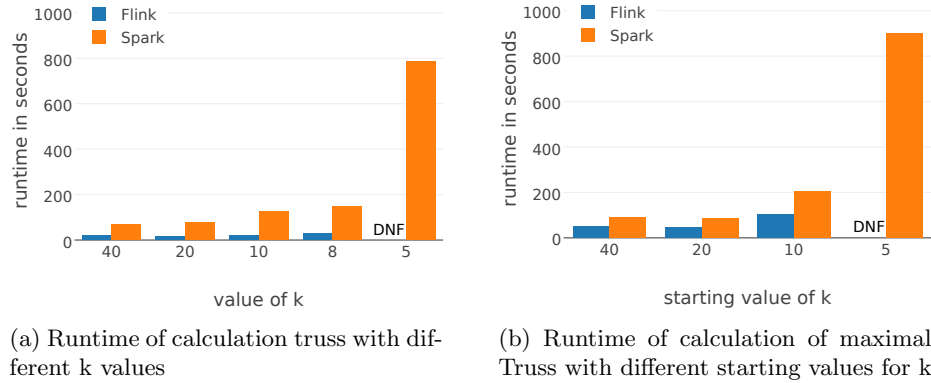 1000
Flink
Spark
800
600
400
200
0
runtime in seconds
DNF
40 20 10 8 5
value of k
(a) Runtime of calculation truss with dif-
ferent k values
1000
Flink
Spark
800
600
400
200
0
runtime in seconds
DNF
40 20 10 5
starting value of k
(b) Runtime of calculation of maximal
Truss with different starting values for k